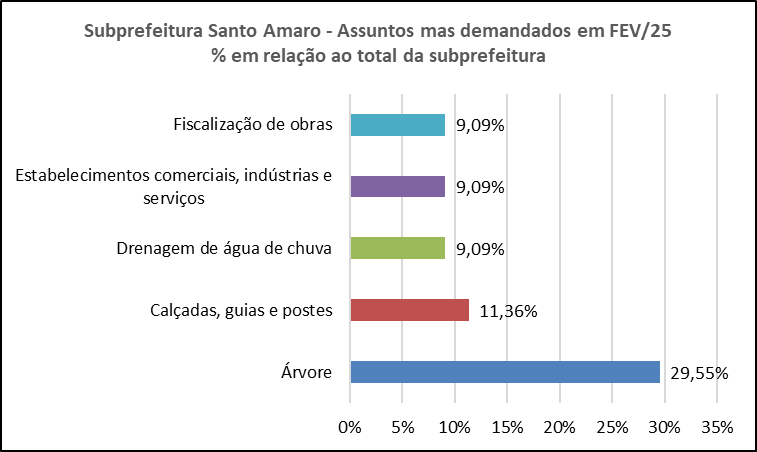 Subprefeitura Santo Amaro - Assuntos mas demandados em FEV/25
% em relação ao total da subprefeitura
Fiscalização de obras
9,09%
Estabelecimentos comerciais, indústrias e
serviços
9,09%
Drenagem de água de chuva
9,09%
Calçadas, guias e postes
11,36%
Árvore
29,55%
0% 5% 10% 15% 20% 25% 30% 35%